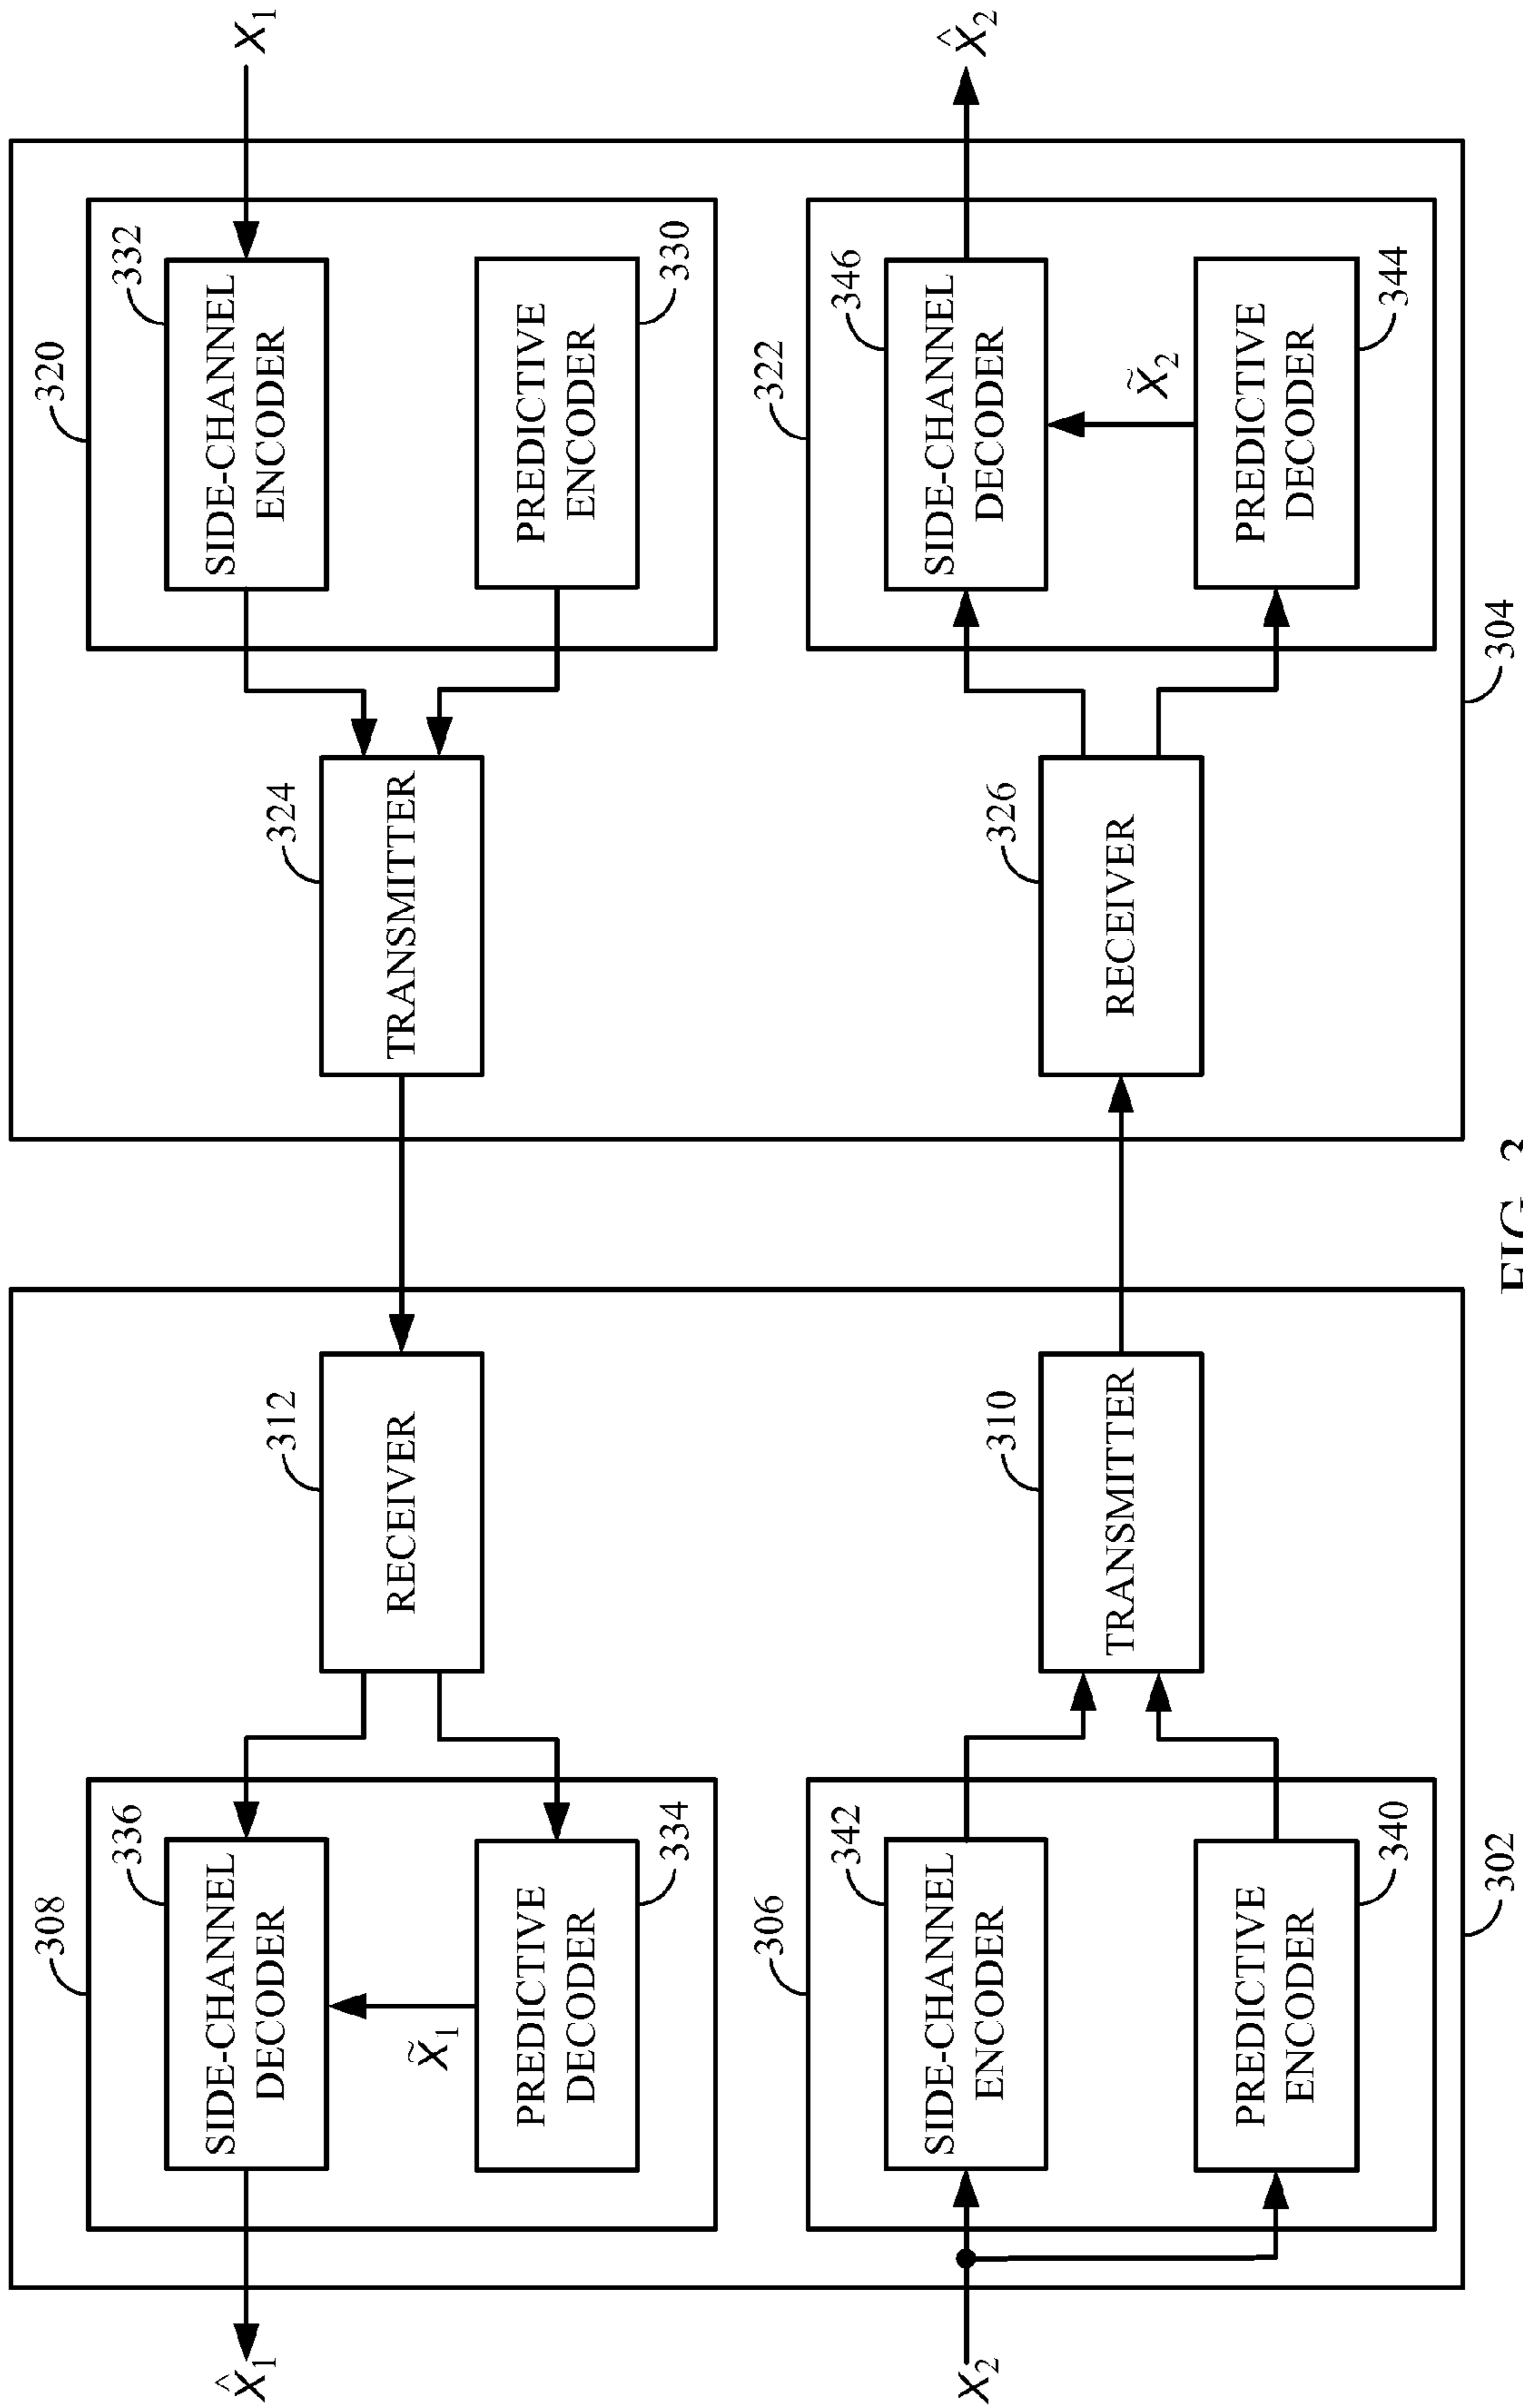 308
320
336
332
312
324
X̂₁
SIDE-CHANNEL
DECODER
SIDE-CHANNEL
ENCODER
X₁
RECEIVER
TRANSMITTER
X̃₁
334
330
PREDICTIVE
DECODER
PREDICTIVE
ENCODER
306
322
342
346
310
326
X₂
SIDE-CHANNEL
ENCODER
SIDE-CHANNEL
DECODER
X̂₂
TRANSMITTER
RECEIVER
X̃₂
340
344
PREDICTIVE
ENCODER
PREDICTIVE
DECODER
302
304
FIG. 3